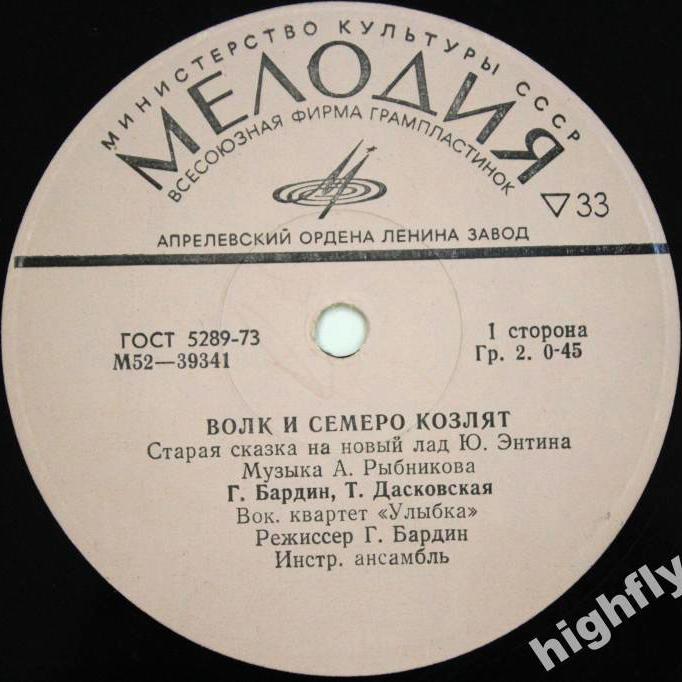 МИНИСТЕРСТВО КУЛЬТУРЫ СССР
МЕЛОДИЯ
ВСЕСОЮЗНАЯ ФИРМА ГРАМПЛАСТИНОК
33
АПРЕЛЕВСКИЙ ОРДЕНА ЛЕНИНА ЗАВОД
ГОСТ 5289-73
М52—39341
1 сторона
Гр. 2. 0-45
ВОЛК И СЕМЕРО КОЗЛЯТ
Старая сказка на новый лад Ю. Энтина
Музыка А. Рыбникова
Г. Бардин, Т. Дасковская
Вок. квартет «Улыбка»
Режиссер Г. Бардин
Инстр. ансамбль